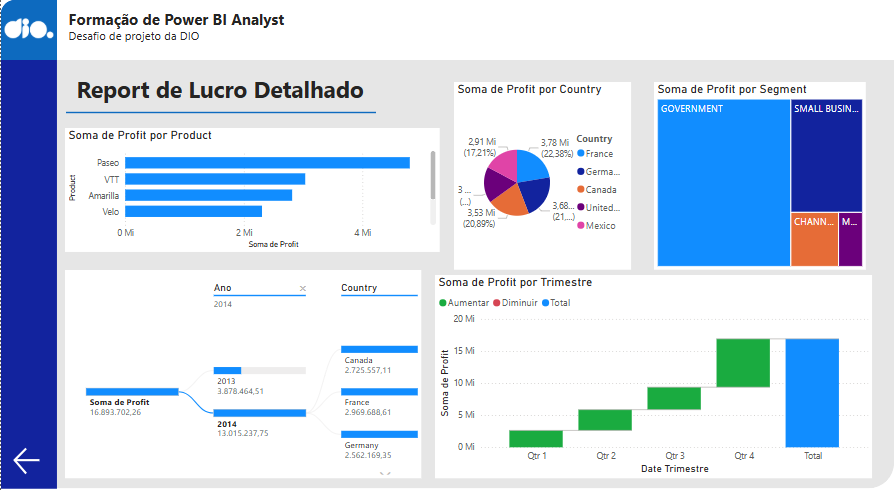 dio.
Formação de Power BI Analyst
Desafio de projeto da DIO
Report de Lucro Detalhado
Soma de Profit por Product
Product
Paseo
VTT
Amarilla
Velo
0 Mi
2 Mi
4 Mi
Soma de Profit
Soma de Profit por Country
2,91 Mi
(17,21%)
3,78 Mi
(22,38%)
3 ...
(...)
3,53 Mi
(20,89%)
3,68...
(21,...)
Country
France
Germa...
Canada
United...
Mexico
Soma de Profit por Segment
GOVERNMENT
SMALL BUSIN...
CHANN...
M...
Ano
2014
Country
Soma de Profit
16.893.702,26
2013
3.878.464,51
2014
13.015.237,75
Canada
2.725.557,11
France
2.969.688,61
Germany
2.562.169,35
Soma de Profit por Trimestre
Aumentar Diminuir Total
Soma de Profit
20 Mi
15 Mi
10 Mi
5 Mi
0 Mi
Qtr 1
Qtr 2
Qtr 3
Qtr 4
Total
Date Trimestre